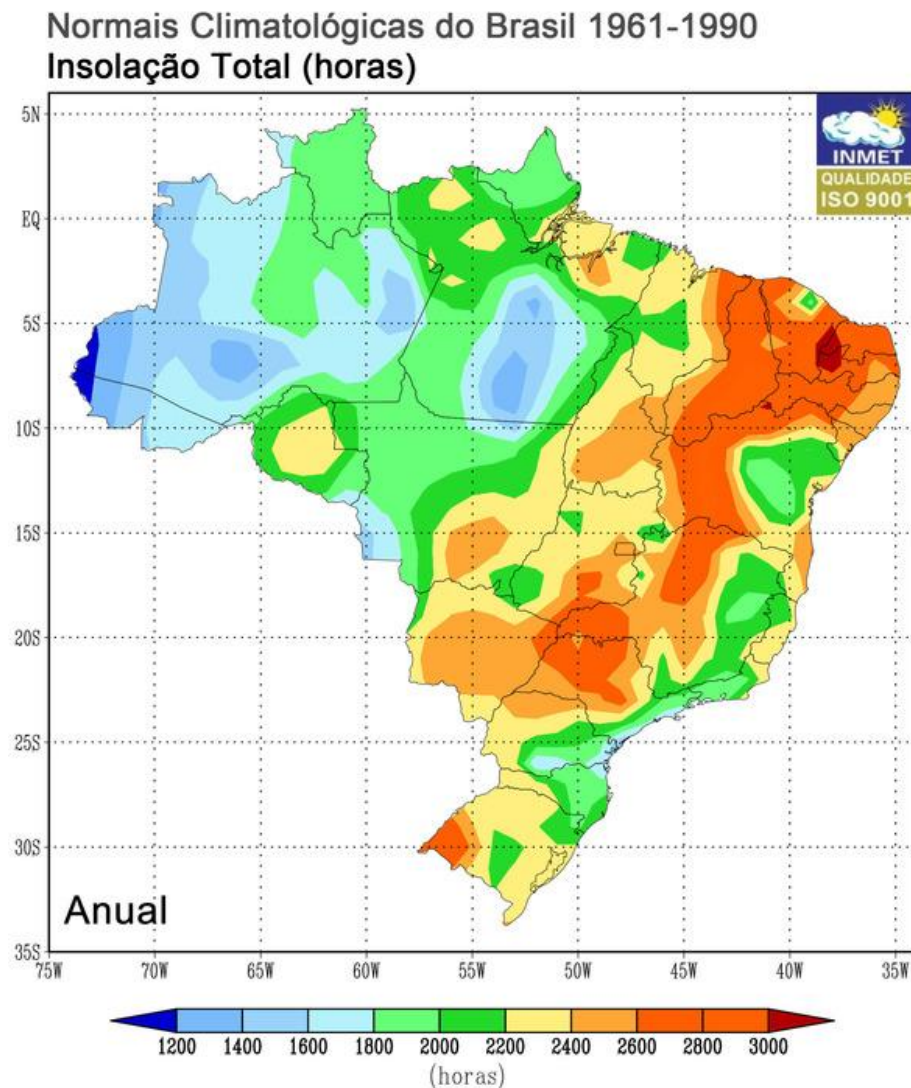 Normais Climatológicas do Brasil 1961-1990
Insolação Total (horas)
INMET
QUALIDADE
ISO 9001
5N
EQ
5S
10S
15S
20S
25S
30S
35S
Anual
75W 70W 65W 60W 55W 50W 45W 40W 35W
1200 1400 1600 1800 2000 2200 2400 2600 2800 3000
(horas)